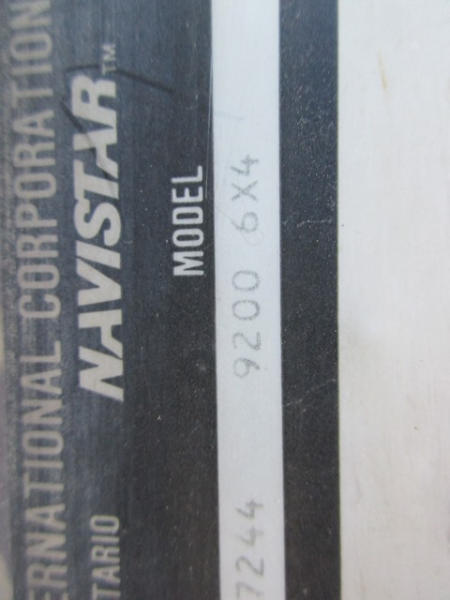 ERNATIONAL CORPORATION
TARIO NAVISTAR™
MODEL
7244 9200 6X4